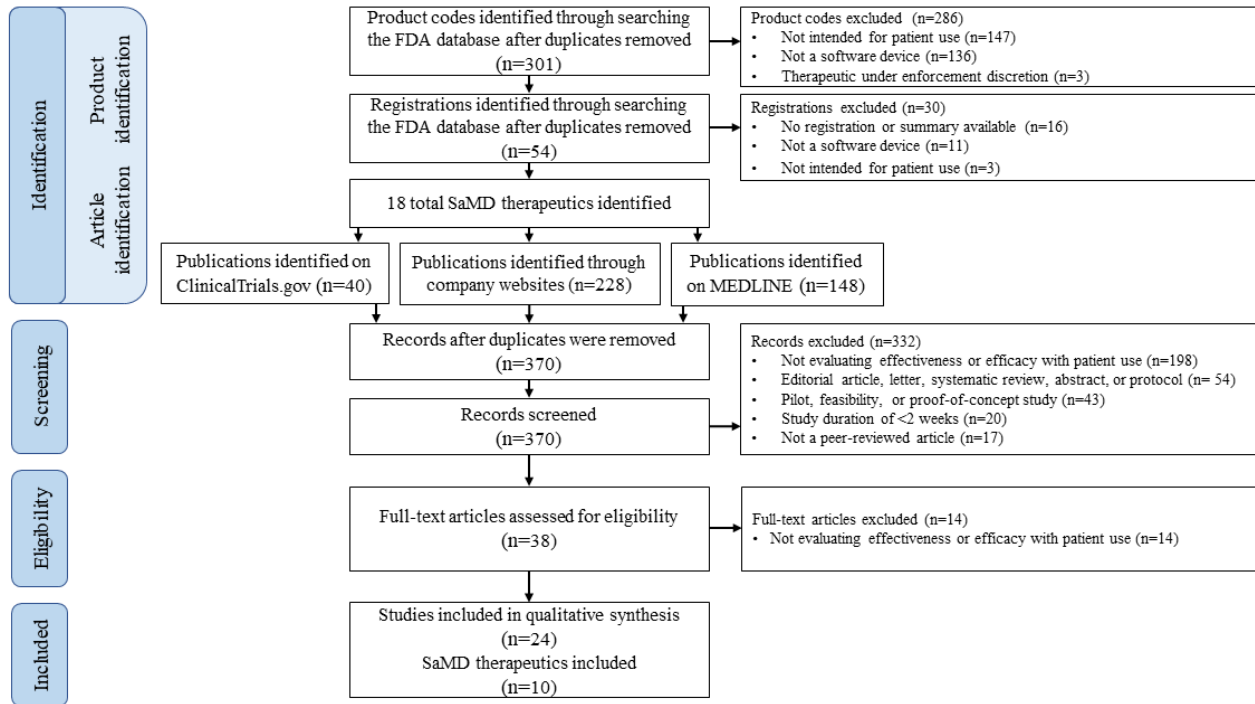 Identification
Product
identification
Article
identification
Product codes identified through searching
the FDA database after duplicates removed
(n=301)
Product codes excluded (n=286)
• Not intended for patient use (n=147)
• Not a software device (n=136)
• Therapeutic under enforcement discretion (n=3)
Registrations identified through searching
the FDA database after duplicates removed
(n=54)
Registrations excluded (n=30)
• No registration or summary available (n=16)
• Not a software device (n=11)
• Not intended for patient use (n=3)
18 total SaMD therapeutics identified
Publications identified on
ClinicalTrials.gov (n=40)
Publications identified through
company websites (n=228)
Publications identified
on MEDLINE (n=148)
Screening
Records after duplicates were removed
(n=370)
Records screened
(n=370)
Records excluded (n=332)
• Not evaluating effectiveness or efficacy with patient use (n=198)
• Editorial article, letter, systematic review, abstract, or protocol (n= 54)
• Pilot, feasibility, or proof-of-concept study (n=43)
• Study duration of <2 weeks (n=20)
• Not a peer-reviewed article (n=17)
Eligibility
Full-text articles assessed for eligibility
(n=38)
Full-text articles excluded (n=14)
• Not evaluating effectiveness or efficacy with patient use (n=14)
Included
Studies included in qualitative synthesis
(n=24)
SaMD therapeutics included
(n=10)